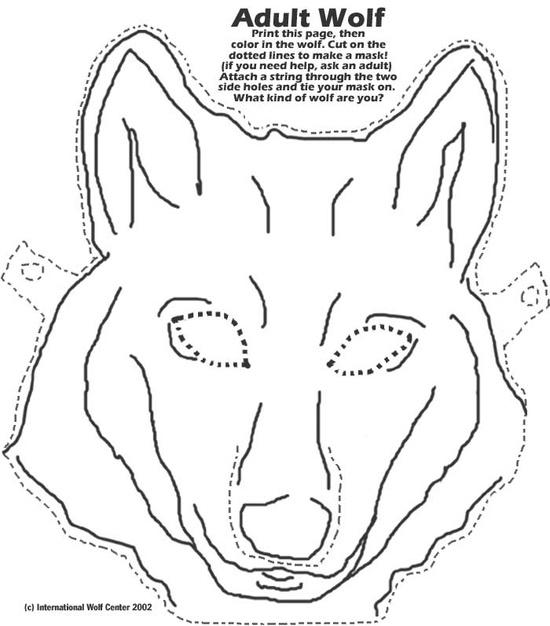 Adult Wolf
Print this page, then
color in the wolf. Cut on the
dotted lines to make a mask!
(if you need help, ask an adult)
Attach a string through the two
side holes and tie your mask on.
What kind of wolf are you?
(c) International Wolf Center 2002